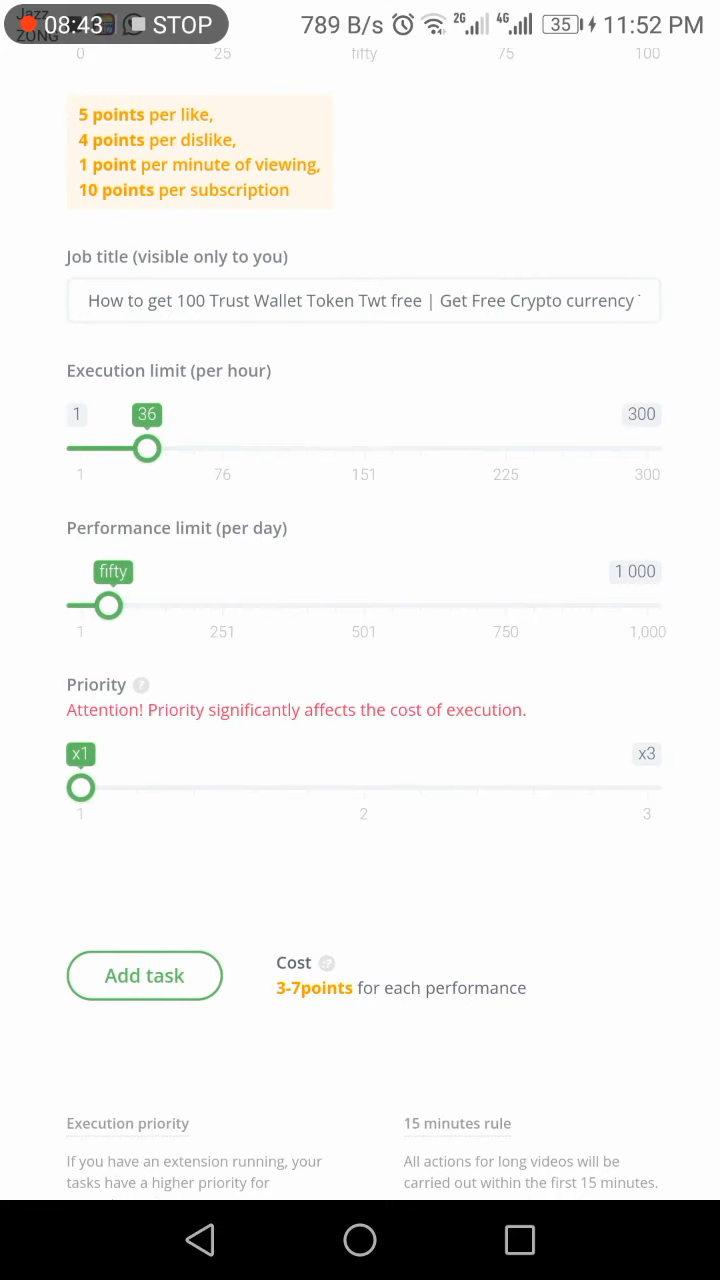 Jazz
ZONG
08:43 STOP 789 B/s 2G 4G 35 11:52 PM
0 25 fifty 75 100
5 points per like,
4 points per dislike,
1 point per minute of viewing,
10 points per subscription
Job title (visible only to you)
How to get 100 Trust Wallet Token Twt free | Get Free Crypto currency
Execution limit (per hour)
1 36 300
1 76 151 225 300
Performance limit (per day)
fifty 1 000
1 251 501 750 1,000
Priority ?
Attention! Priority significantly affects the cost of execution.
x1 x3
1 2 3
Add task
Cost ?
3-7points for each performance
Execution priority
If you have an extension running, your
tasks have a higher priority for
15 minutes rule
All actions for long videos will be
carried out within the first 15 minutes.